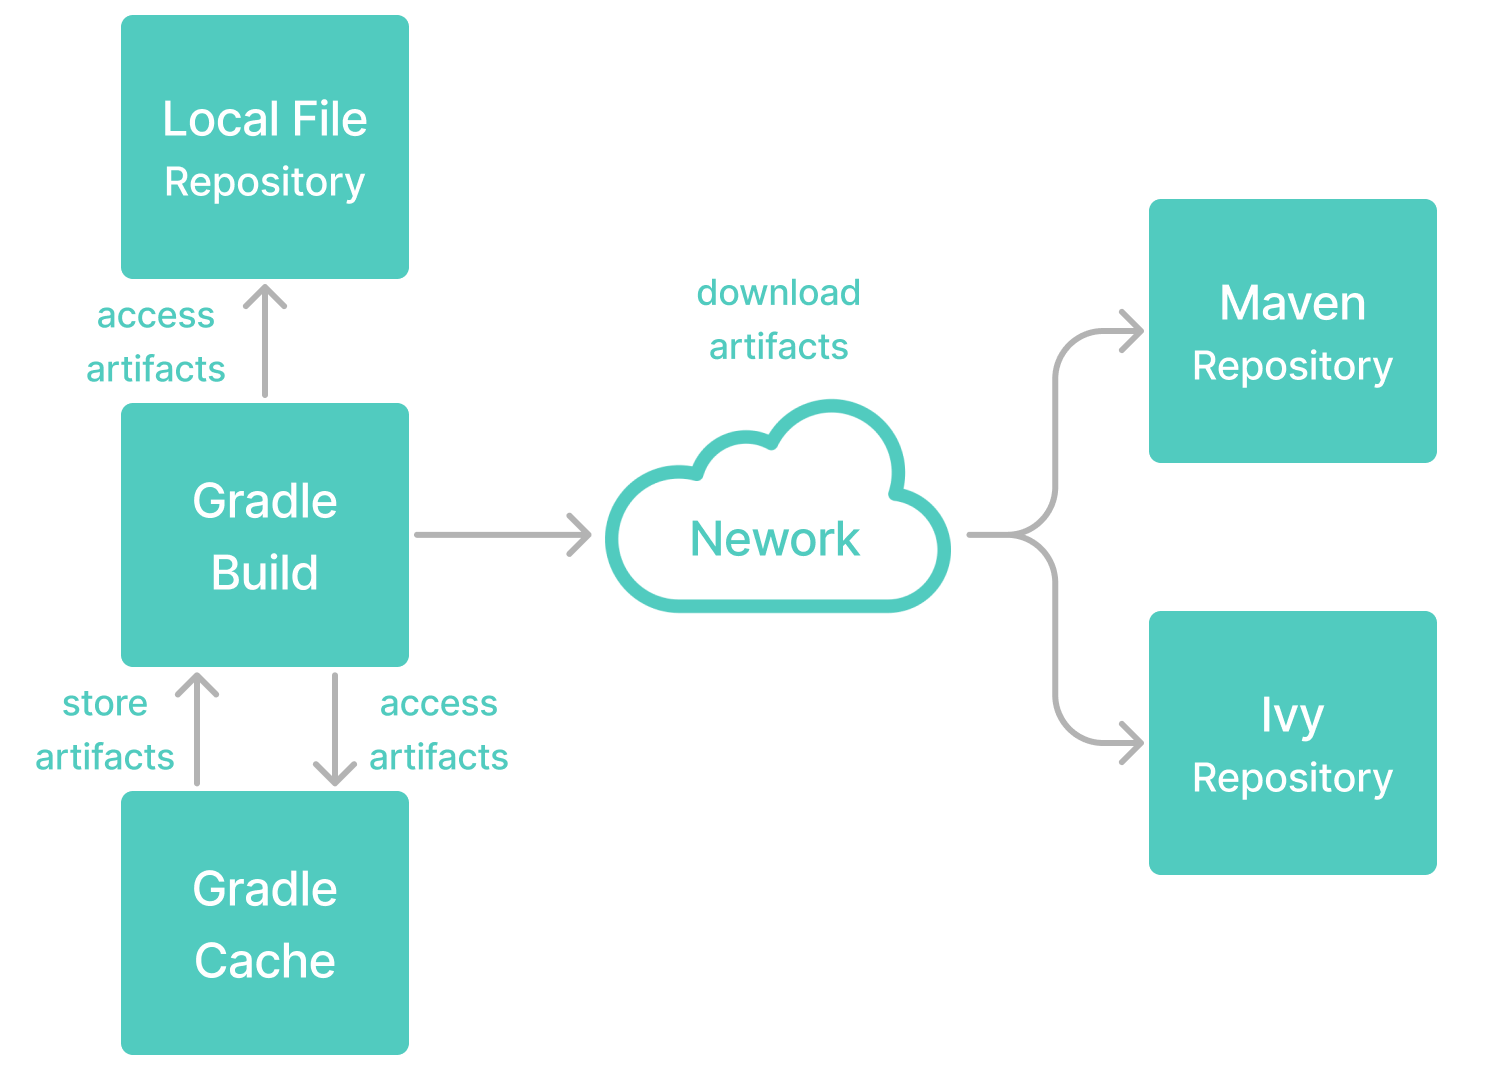 Local File
Repository
access
artifacts
Gradle
Build
store
artifacts
access
artifacts
Gradle
Cache
download
artifacts
Nework
Maven
Repository
Ivy
Repository